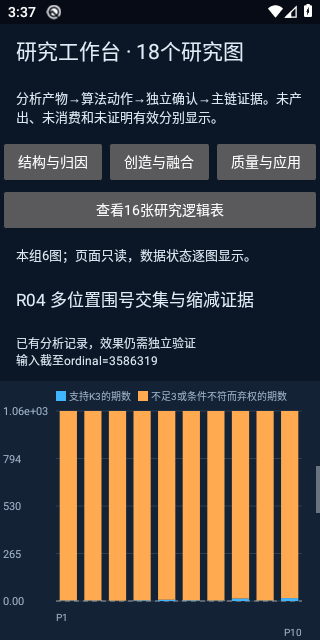 3:37
研究工作台 · 18个研究图
分析产物→算法动作→独立确认→主链证据。未产
出、未消费和未证明有效分别显示。
结构与归因
创造与融合
质量与应用
查看16张研究逻辑表
本组6图；页面只读，数据状态逐图显示。
R04 多位置围号交集与缩减证据
已有分析记录，效果仍需独立验证
输入截至ordinal=3586319
支持K3的期数
不足3或条件不符而弃权的期数
1.06e+03
794
530
265
0.00
P1
P10